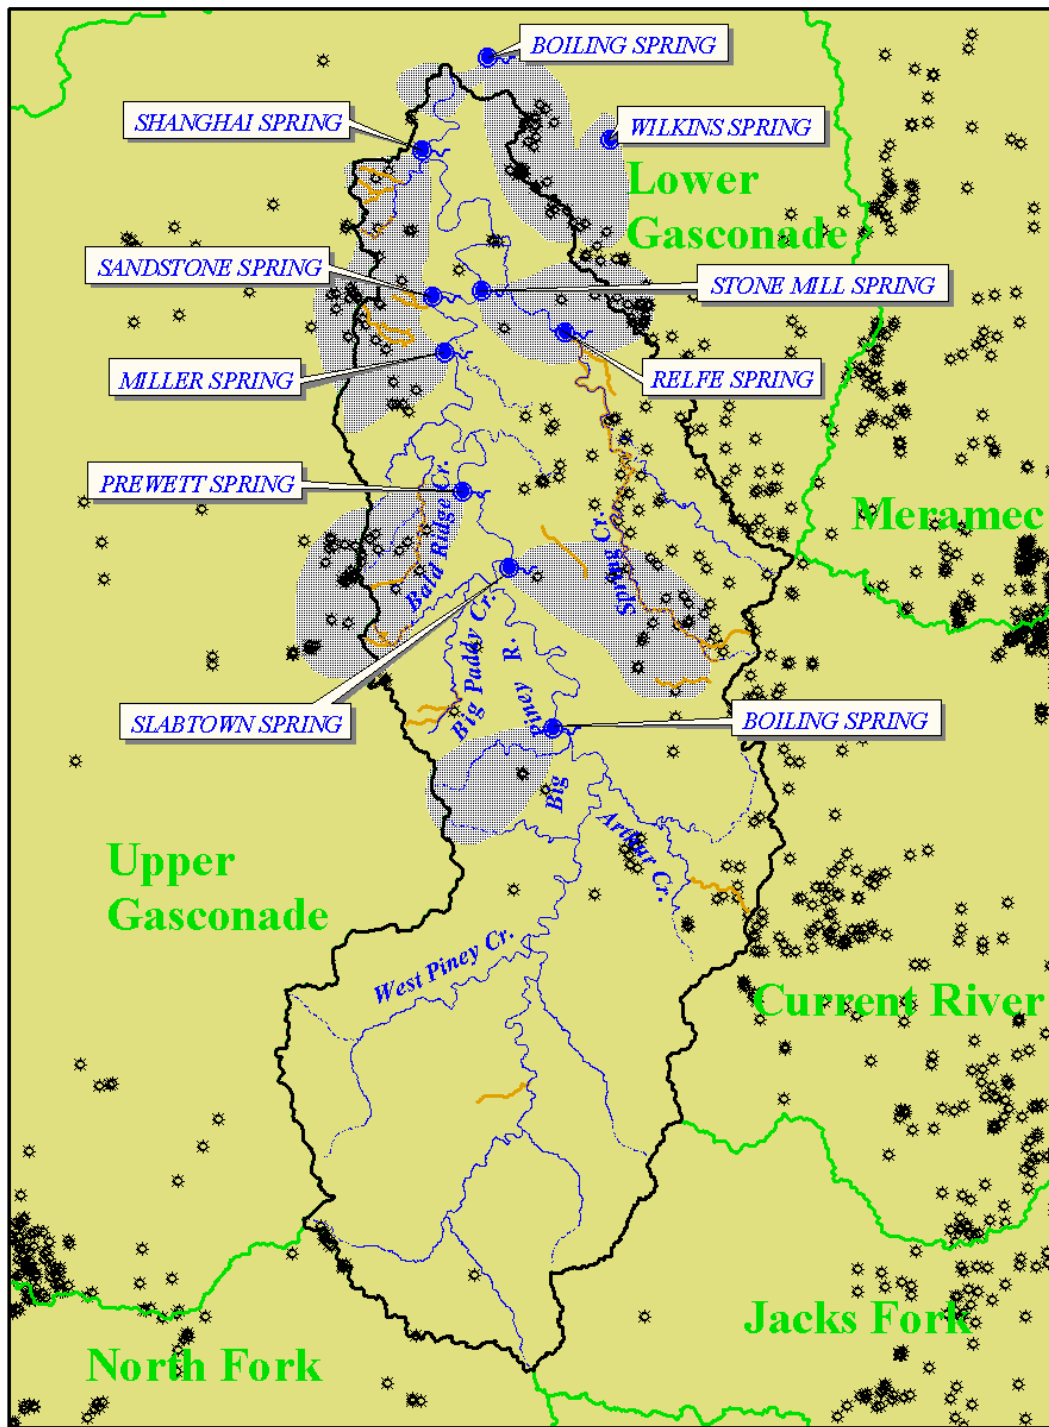 BOILING SPRING
SHANGHAI SPRING
WILKINS SPRING
Lower
Gasconade
SANDSTONE SPRING
STONE MILL SPRING
MILLER SPRING
RELFE SPRING
PREWETT SPRING
Bald Ridge Cr.
Meramec
Spring Cr.
Big Paddy Cr.
SLABTOWN SPRING
BOILING SPRING
Big Piney R.
Arthur Cr.
Upper
Gasconade
West Piney Cr.
Current River
Jacks Fork
North Fork